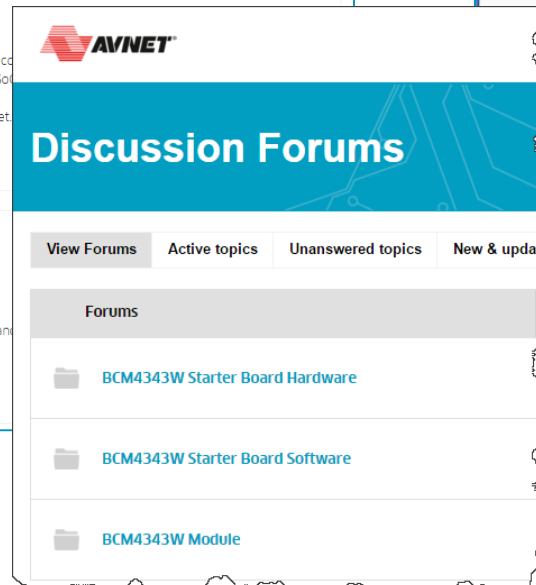 AVNET
Discussion Forums
View Forums Active topics Unanswered topics
New &
Forums
BCM4343W Starter Board Hardware
BCM4343W Starter Board Software
BCM4343W Module